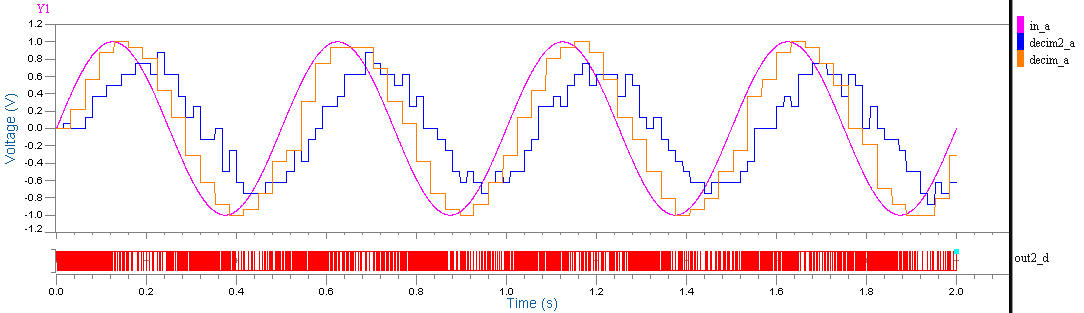 Y1
in_a
decim2_a
decim_a
Voltage (V)
1.2
1.0
0.8
0.6
0.4
0.2
0.0
-0.2
-0.4
-0.6
-0.8
-1.0
-1.2
out2_d
0.0 0.2 0.4 0.6 0.8 1.0 1.2 1.4 1.6 1.8 2.0
Time (s)